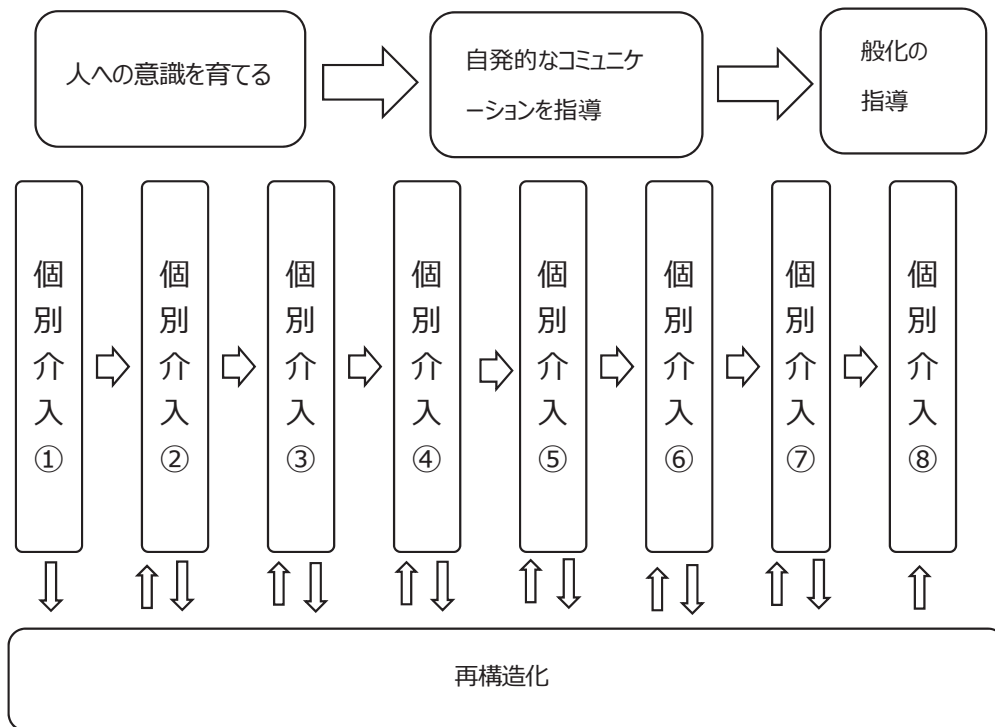 人への意識を育てる
自発的なコミュニケ
ーションを指導
般化の
指導
個別介入①
個別介入②
個別介入③
個別介入④
個別介入⑤
個別介入⑥
個別介入⑦
個別介入⑧
再構造化